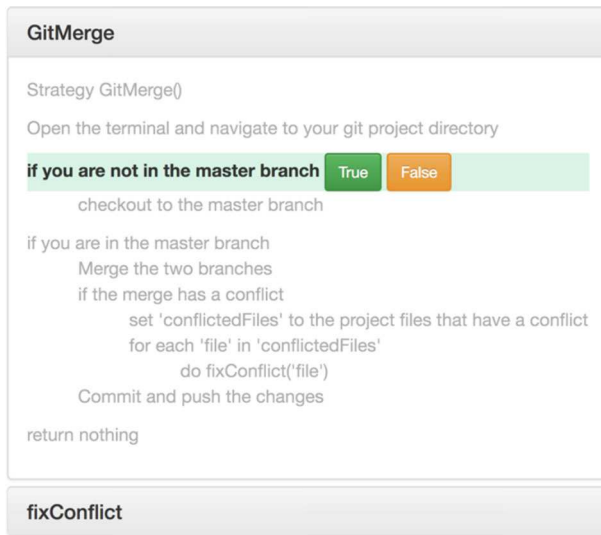 GitMerge
Strategy GitMerge()
Open the terminal and navigate to your git project directory
if you are not in the master branch True False
checkout to the master branch
if you are in the master branch
Merge the two branches
if the merge has a conflict
set 'conflictedFiles' to the project files that have a conflict
for each 'file' in 'conflictedFiles'
do fixConflict('file')
Commit and push the changes
return nothing
fixConflict